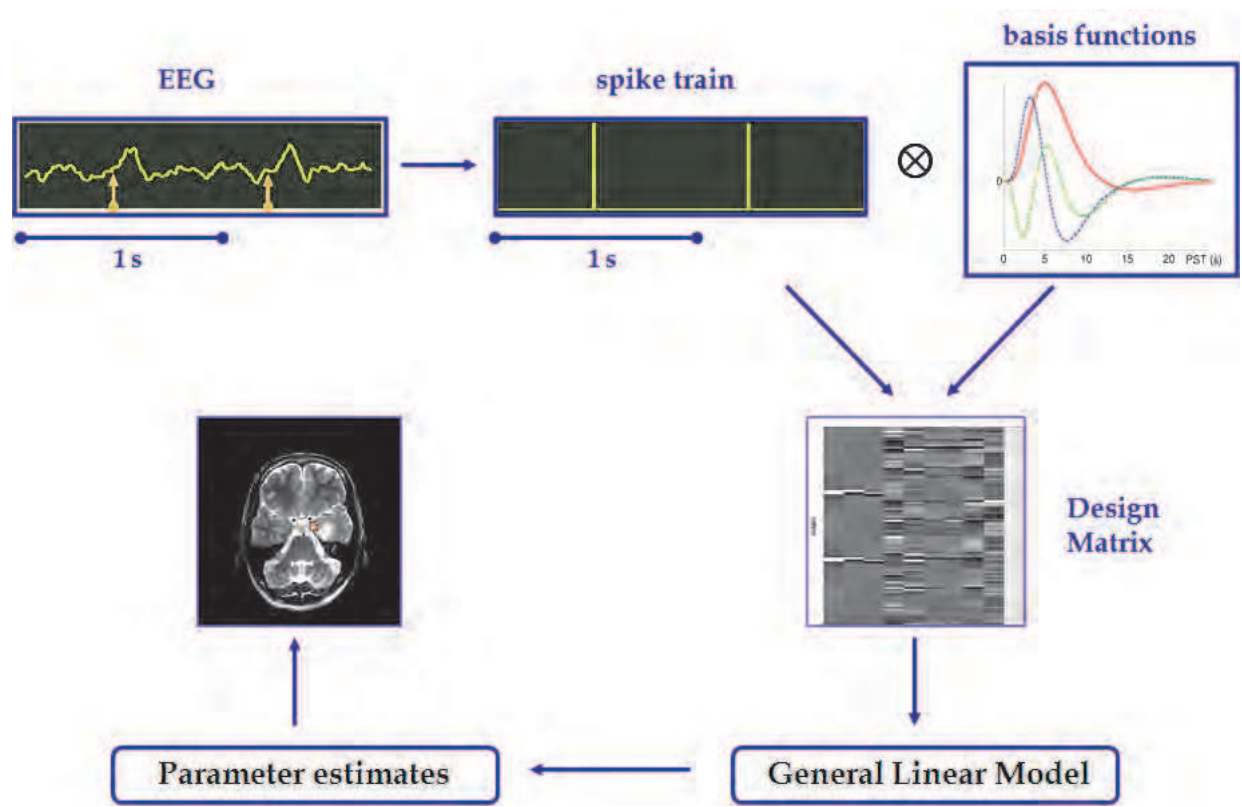 basis functions
EEG
spike train
0
0 5 10 15 20 PST (s)
1 s
1 s
Design
Matrix
Parameter estimates
General Linear Model